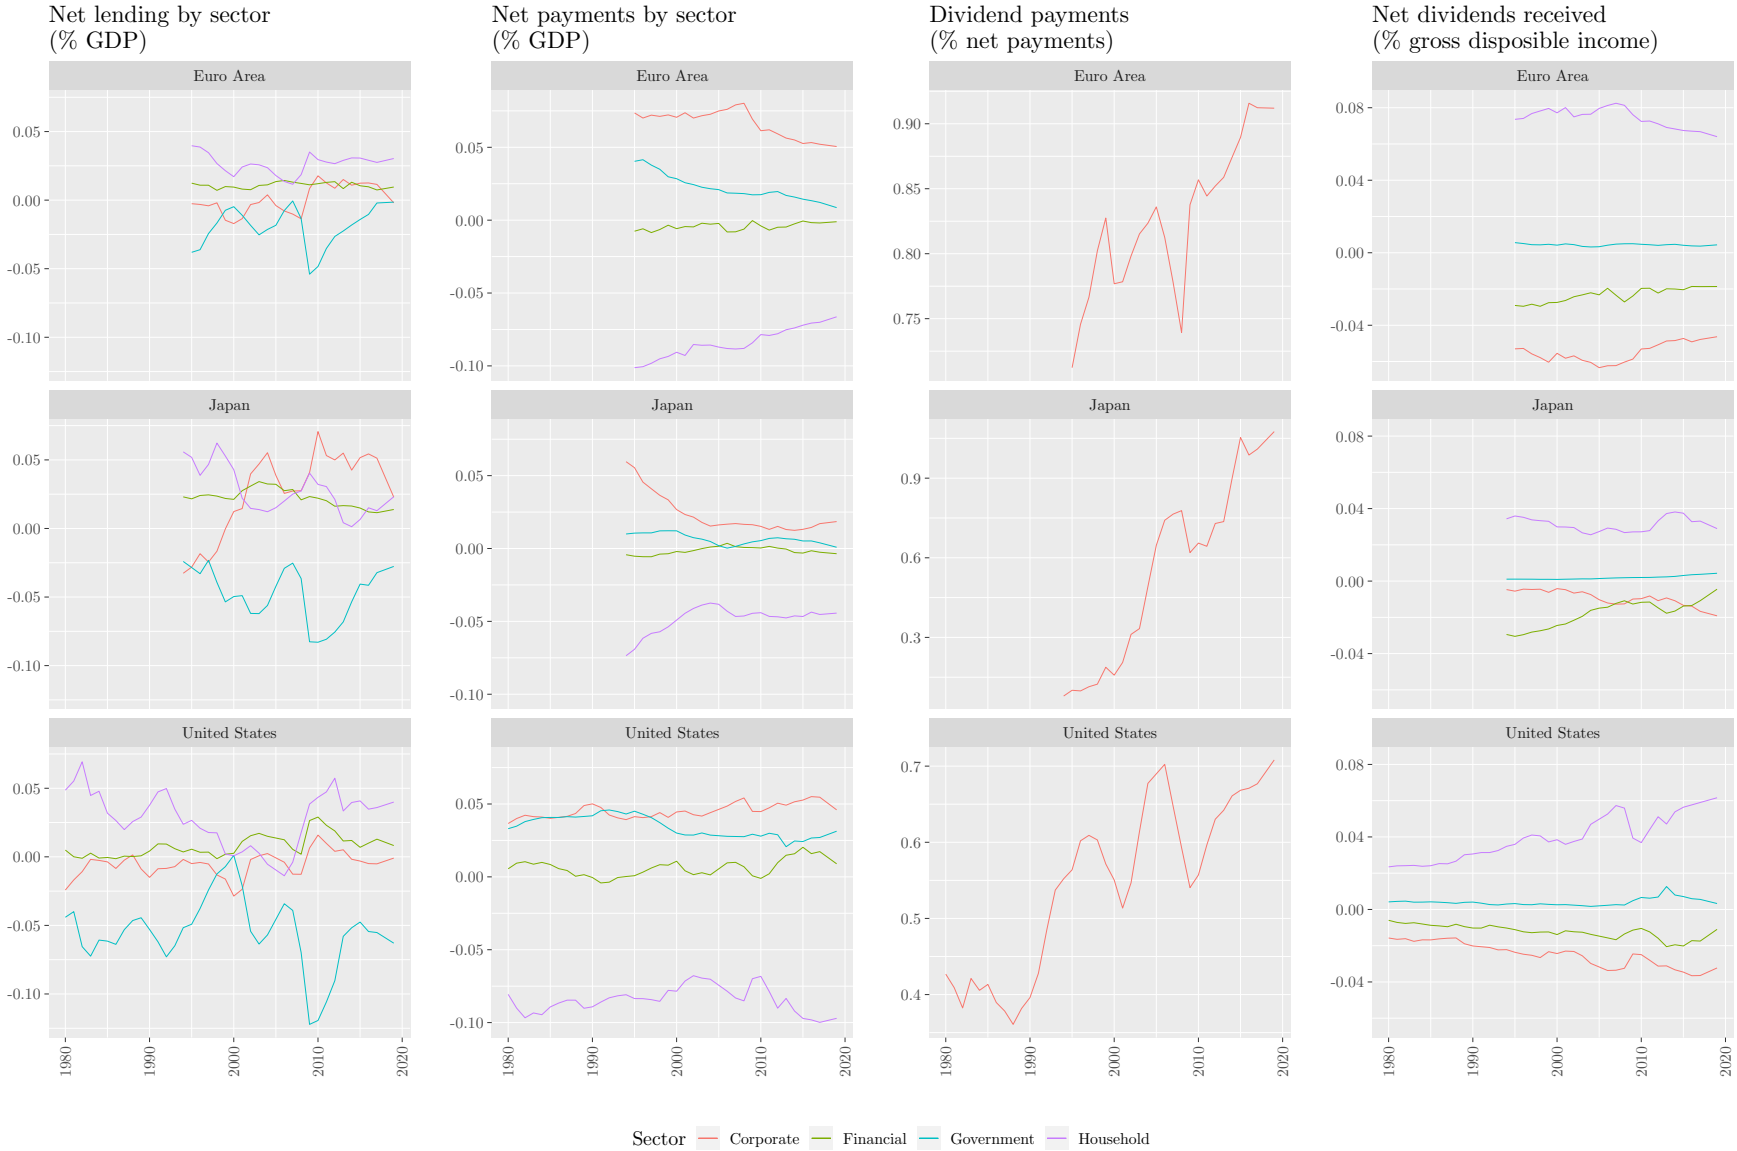 Net lending by sector
(% GDP)
Net payments by sector
(% GDP)
Dividend payments
(% net payments)
Net dividends received
(% gross disposable income)
Euro Area
Euro Area
Euro Area
Euro Area
0.05
0.00
-0.05
-0.10
0.05
0.00
-0.05
-0.10
0.90
0.85
0.80
0.75
0.08
0.04
0.00
-0.04
Japan
Japan
Japan
Japan
0.05
0.00
-0.05
-0.10
0.05
0.00
-0.05
-0.10
0.9
0.6
0.3
0.08
0.04
0.00
-0.04
United States
United States
United States
United States
0.05
0.00
-0.05
-0.10
0.05
0.00
-0.05
-0.10
0.7
0.6
0.5
0.4
0.08
0.04
0.00
-0.04
1980 1990 2000 2010 2020
1980 1990 2000 2010 2020
1980 1990 2000 2010 2020
1980 1990 2000 2010 2020
Sector Corporate Financial Government Household